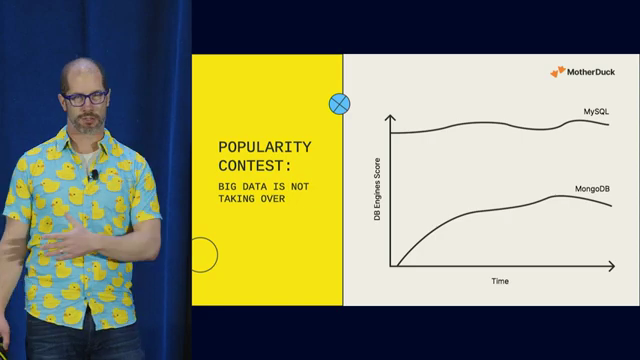 POPULARITY
CONTEST:
BIG DATA IS NOT
TAKING OVER
MotherDuck
MySQL
MongoDB
DB Engines Score
Time